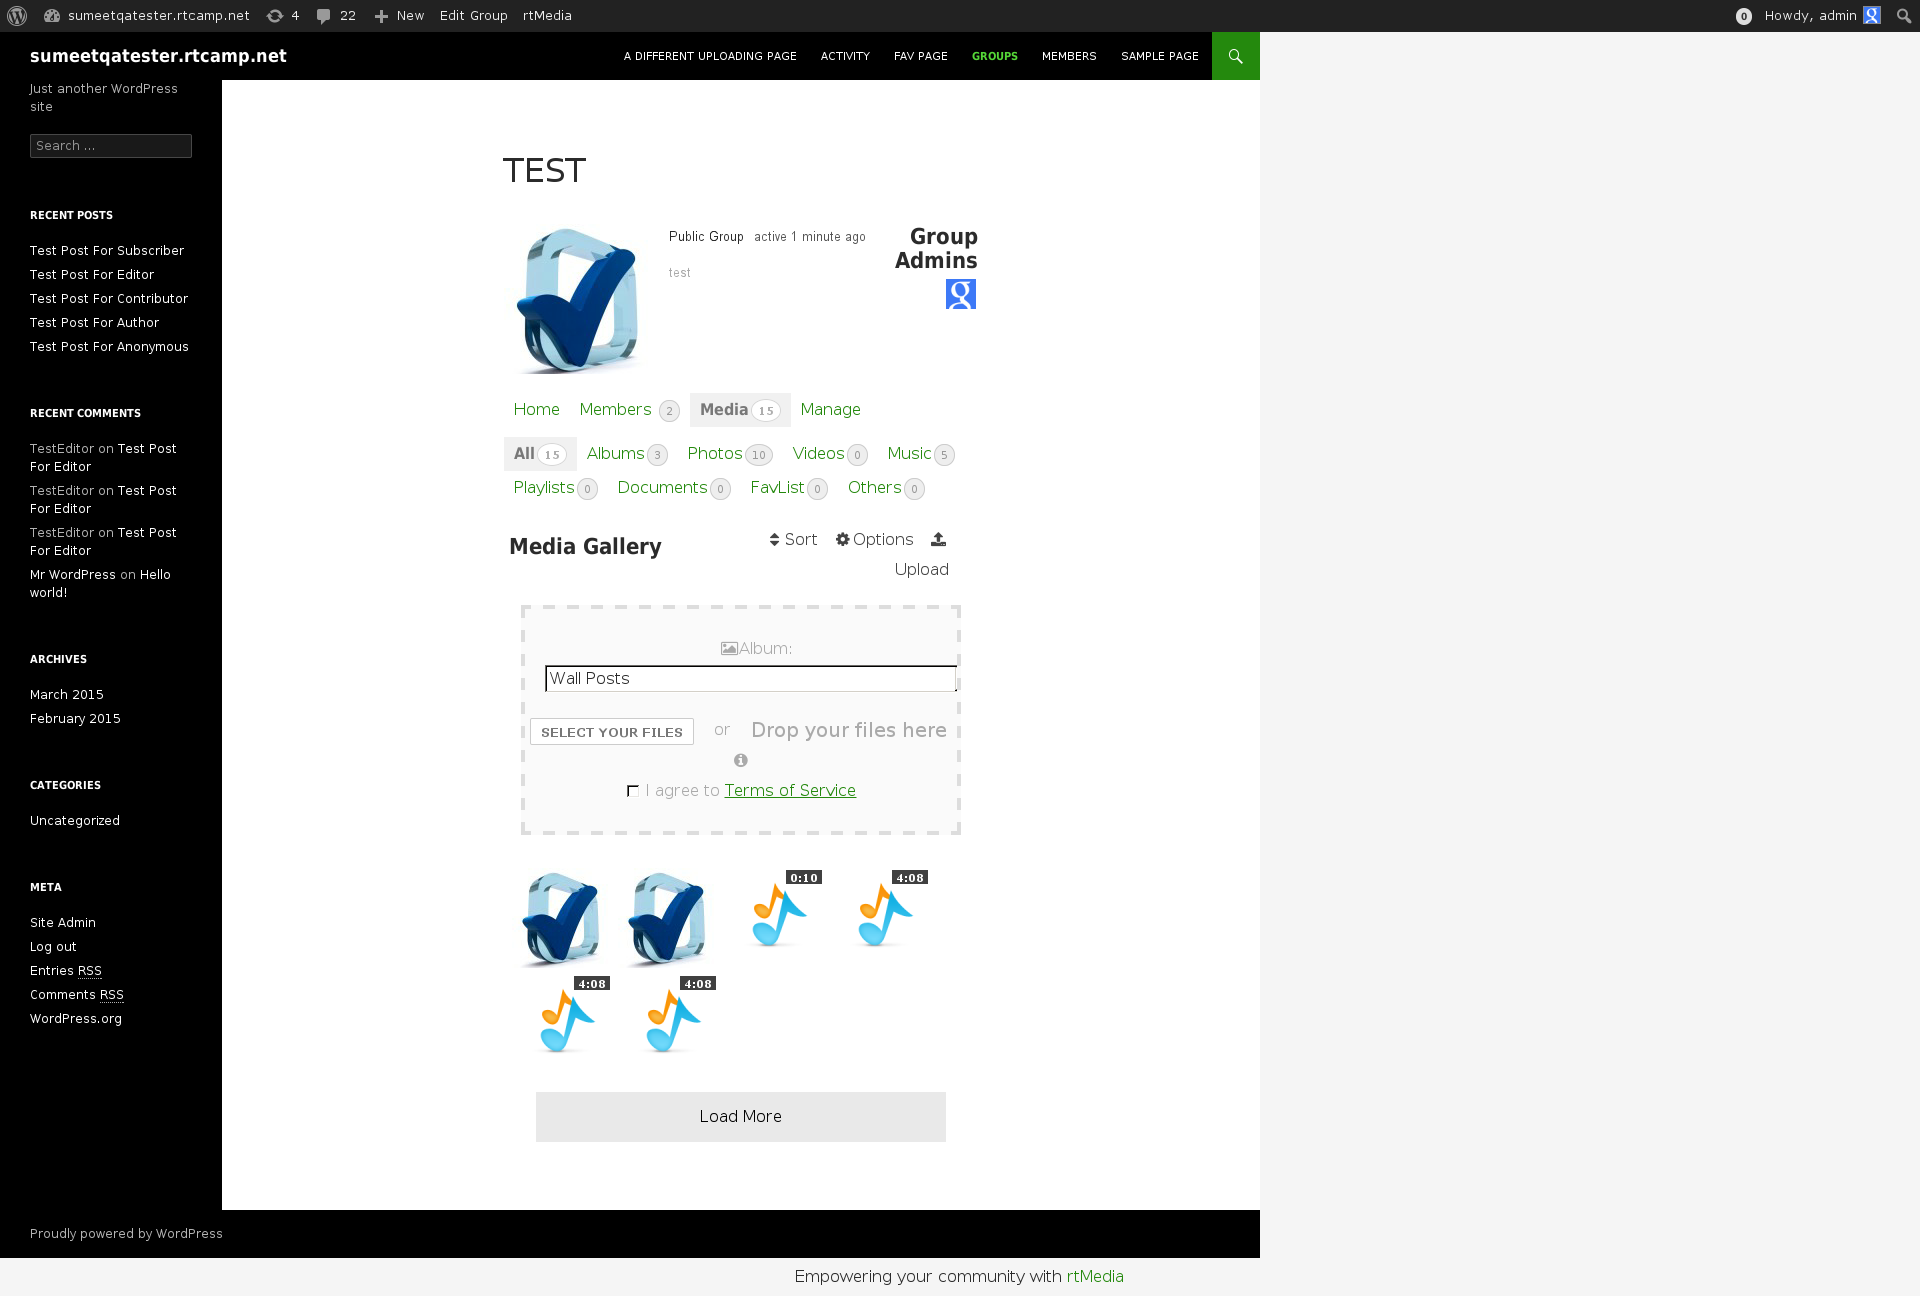 sumeetqatester.rtcamp.net 4 22 New Edit Group rtMedia 0 Howdy, admin
sumeetqatester.rtcamp.net A DIFFERENT UPLOADING PAGE ACTIVITY FAV PAGE GROUPS MEMBERS SAMPLE PAGE
Just another WordPress
site
Search ...
RECENT POSTS
Test Post For Subscriber
Test Post For Editor
Test Post For Contributor
Test Post For Author
Test Post For Anonymous
RECENT COMMENTS
TestEditor on Test Post
For Editor
TestEditor on Test Post
For Editor
TestEditor on Test Post
For Editor
Mr WordPress on Hello
world!
ARCHIVES
March 2015
February 2015
CATEGORIES
Uncategorized
META
Site Admin
Log out
Entries RSS
Comments RSS
WordPress.org
TEST
Public Group active 1 minute ago
test
Group
Admins
g
Home Members 2 Media 15 Manage
All 15 Albums 3 Photos 10 Videos 0 Music 5
Playlists 0 Documents 0 FavList 0 Others 0
Media Gallery
Sort Options
Upload
Album:
Wall Posts
SELECT YOUR FILES or Drop your files here
I agree to Terms of Service
0:10 4:08
4:08 4:08
Load More
Proudly powered by WordPress
Empowering your community with rtMedia